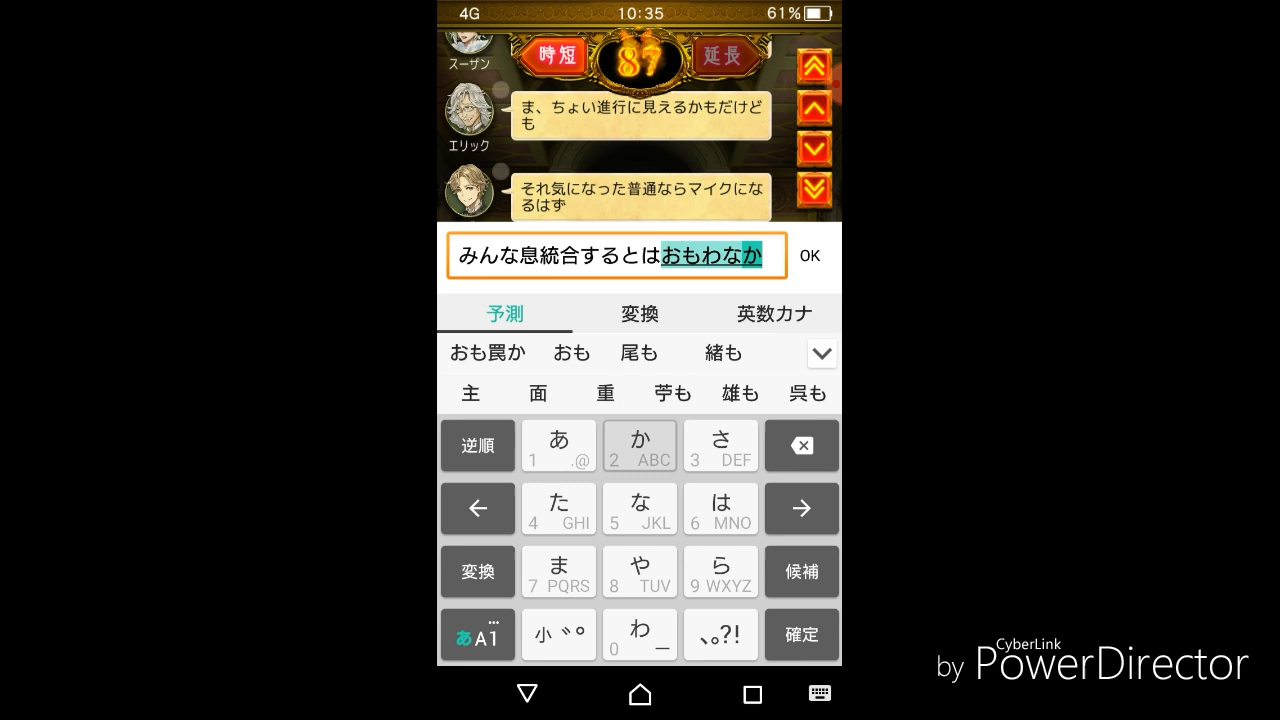 4G 10:35 61%
時短 87 延長
スーザン
ま、ちょい進行に見えるかもだけど
も
エリック
それ気になった普通ならマイクにな
るはず
みんな息統合するとはおもわなか OK
予測 変換 英数カナ
おも罠か おも 尾も 緒も
主 面 重 苧も 雄も 呉も
逆順 あ 1 .@ か 2 ABC さ 3 DEF
← た 4 GHI な 5 JKL は 6 MNO →
変換 ま 7 PQRS や 8 TUV ら 9 WXYZ 候補
あA1 小゛゜ わ 0 ー 、。?! 確定
CyberLink
by PowerDirector